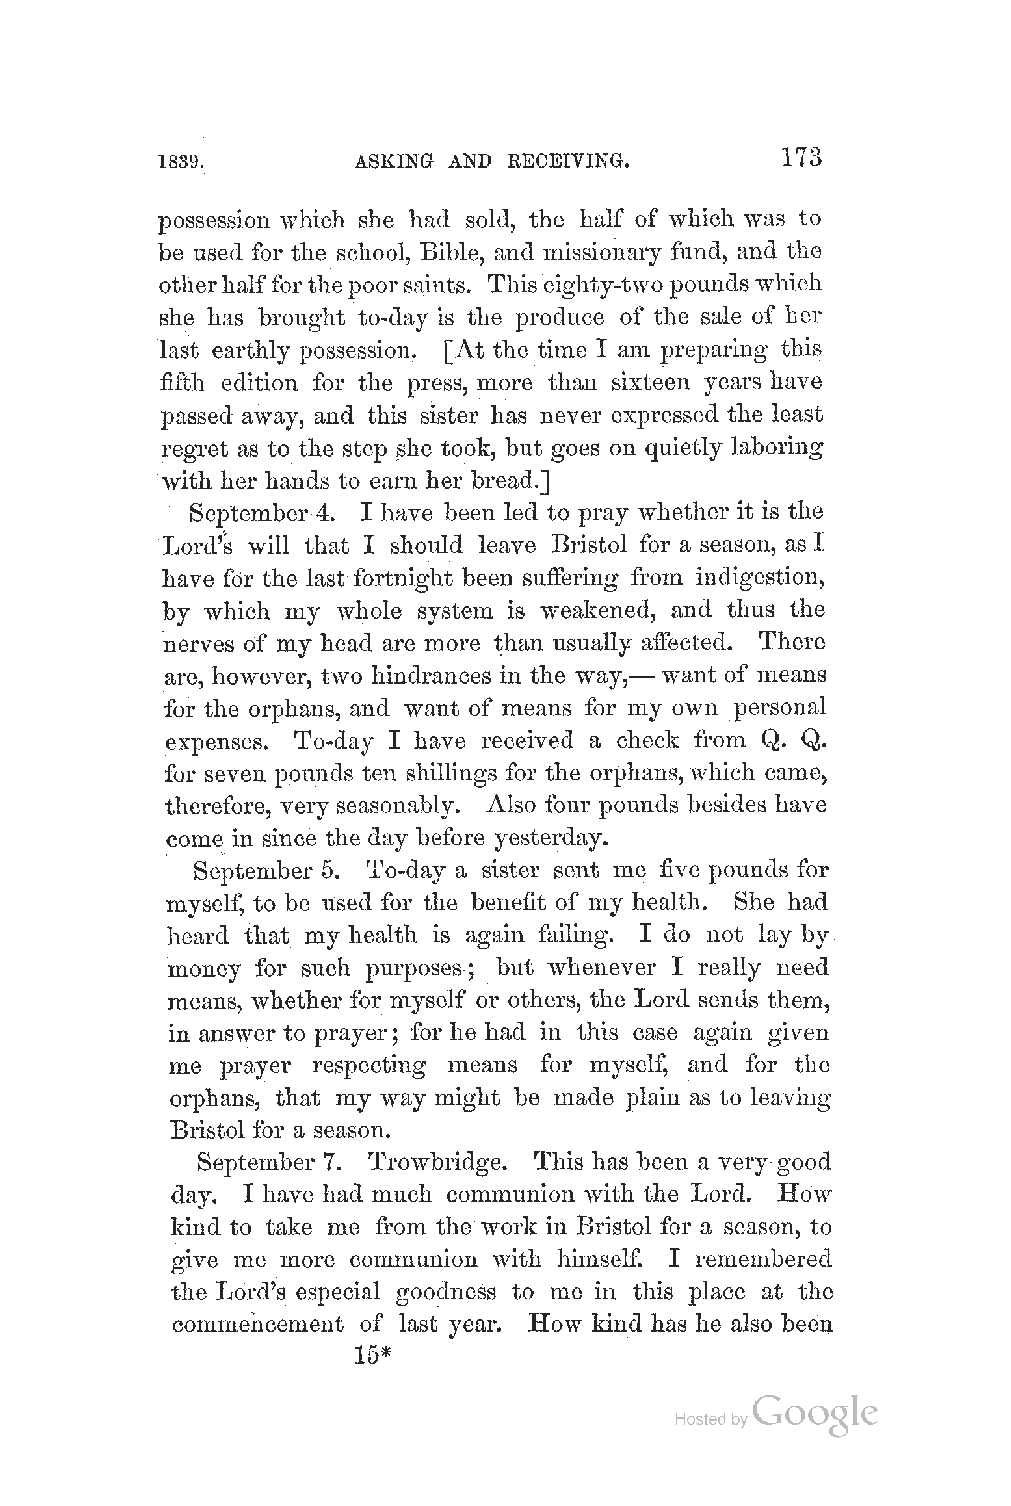 1839. ASKING AND RECEIVING. 173
possession which she had sold, the half of which was to
be used for the school, Bible, and missionary fund, and the
other half for the poor saints. This eighty-two pounds which
she has brought to-day is the produce of the sale of her
last earthly possession. [At the time I am preparing this
fifth edition for the press, more than sixteen years have
passed away, and this sister has never expressed the least
regret as to the step she took, but goes on quietly laboring
with her hands to earn her bread.]
September 4. I have been led to pray whether it is the
Lord's will that I should leave Bristol for a season, as I
have for the last fortnight been suffering from indigestion,
by which my whole system is weakened, and thus the
nerves of my head are more than usually affected. There
are, however, two hindrances in the way,— want of means
for the orphans, and want of means for my own personal
expenses. To-day I have received a check from Q. Q.
for seven pounds ten shillings for the orphans, which came,
therefore, very seasonably. Also four pounds besides have
come in since the day before yesterday.
September 5. To-day a sister sent me five pounds for
myself, to be used for the benefit of my health. She had
heard that my health is again failing. I do not lay by
money for such purposes; but whenever I really need
means, whether for myself or others, the Lord sends them,
in answer to prayer; for he had in this case again given
me prayer respecting means for myself, and for the
orphans, that my way might be made plain as to leaving
Bristol for a season.
September 7. Trowbridge. This has been a very good
day. I have had much communion with the Lord. How
kind to take me from the work in Bristol for a season, to
give me more communion with himself. I remembered
the Lord's especial goodness to me in this place at the
commencement of last year. How kind has he also been
15*
Hosted by Google